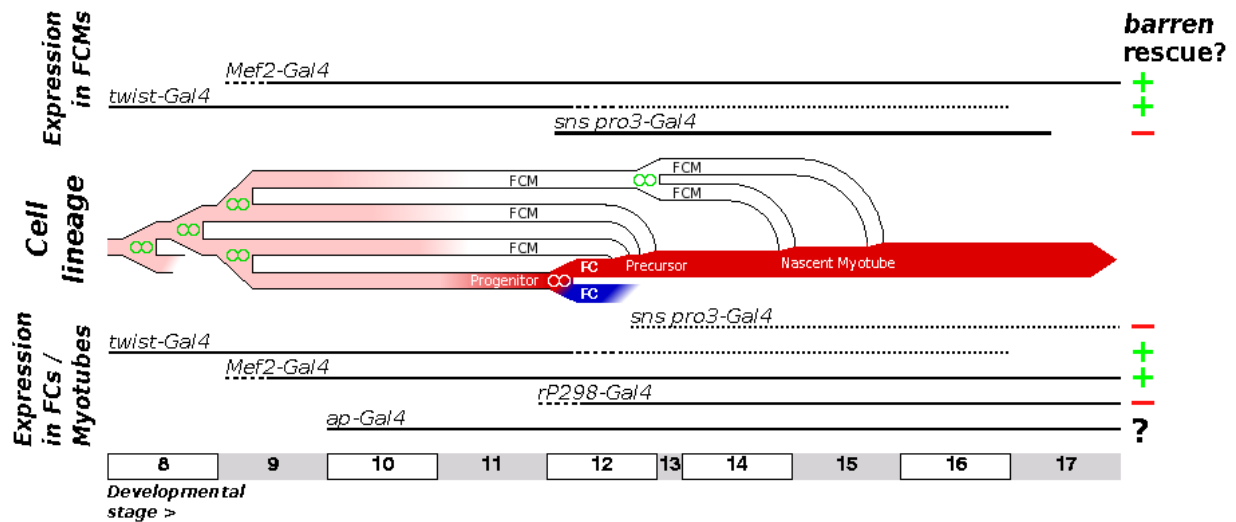 Expression
in FCMs
barren
rescue?
Mef2-Gal4
+
twist-Gal4
+
sns pro3-Gal4
−
Cell
lineage
FCM
FCM
FCM
FCM
FCM
Progenitor
FC
FC
Precursor
Nascent Myotube
Expression
in FCs /
Myotubes
sns pro3-Gal4
−
twist-Gal4
+
Mef2-Gal4
+
rP298-Gal4
−
ap-Gal4
?
8 9 10 11 12 13 14 15 16 17
Developmental
stage >